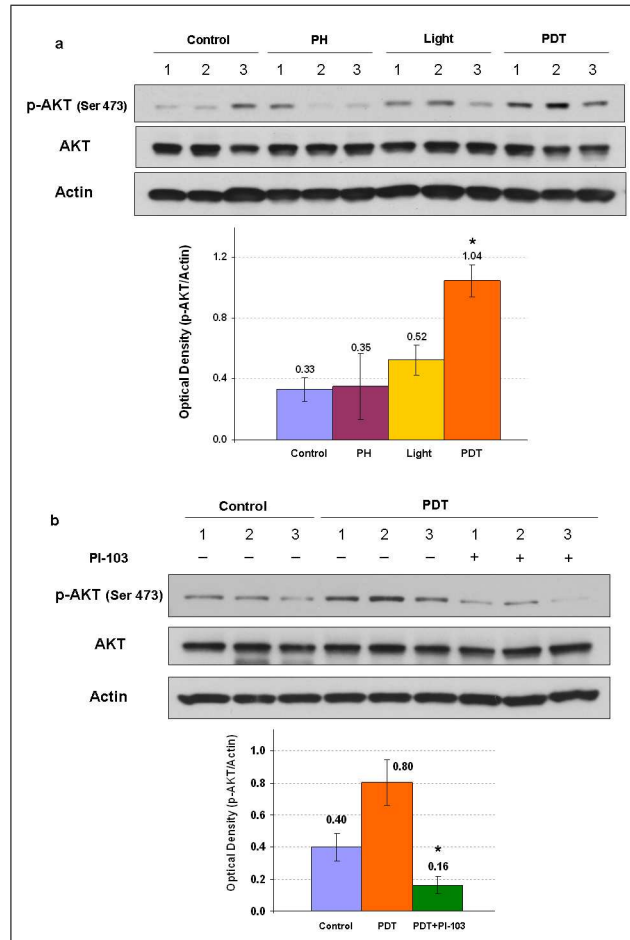 a
Control PH Light PDT
1 2 3 1 2 3 1 2 3 1 2 3
p-AKT (Ser 473)
AKT
Actin
Optical Density (p-AKT/Actin)
1.2
0.8
0.4
0.0
0.33
0.35
0.52
*
1.04
Control PH Light PDT
b
Control PDT
1 2 3 1 2 3 1 2 3
PI-103 – – – – – – + + +
p-AKT (Ser 473)
AKT
Actin
Optical Density (p-AKT/Actin)
1.0
0.8
0.6
0.4
0.2
0.0
0.40
0.80
*
0.16
Control PDT PDT+PI-103